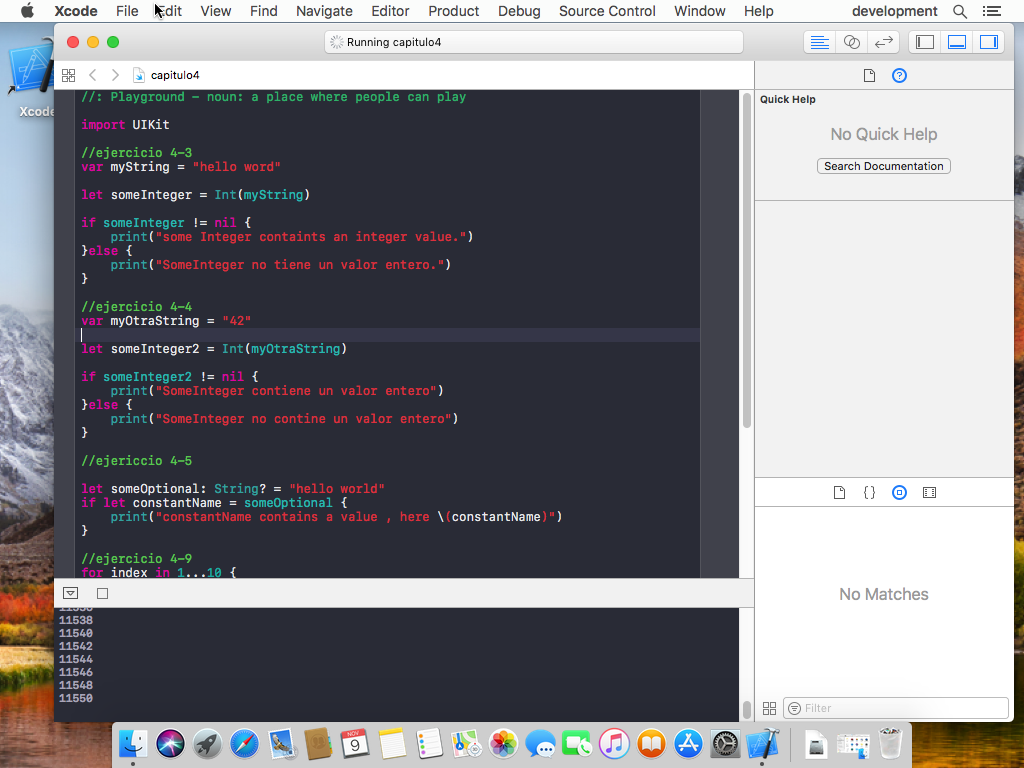 Xcode File Edit View Find Navigate Editor Product Debug Source Control Window Help development
Running capitulo4
Xcode
capitulo4
//: Playground - noun: a place where people can play
import UIKit
//ejercicio 4-3
var myString = "hello word"
let someInteger = Int(myString)
if someInteger != nil {
print("some Integer containts an integer value.")
}else {
print("SomeInteger no tiene un valor entero.")
}
//ejercicio 4-4
var myOtraString = "42"
let someInteger2 = Int(myOtraString)
if someInteger2 != nil {
print("SomeInteger contiene un valor entero")
}else {
print("SomeInteger no contine un valor entero")
}
//ejericcio 4-5
let someOptional: String? = "hello world"
if let constantName = someOptional {
print("constantName contains a value , here \(constantName)")
}
//ejercicio 4-9
for index in 1...10 {
11538
11540
11542
11544
11546
11548
11550
Quick Help
No Quick Help
Search Documentation
{}
No Matches
Filter
NOV
9